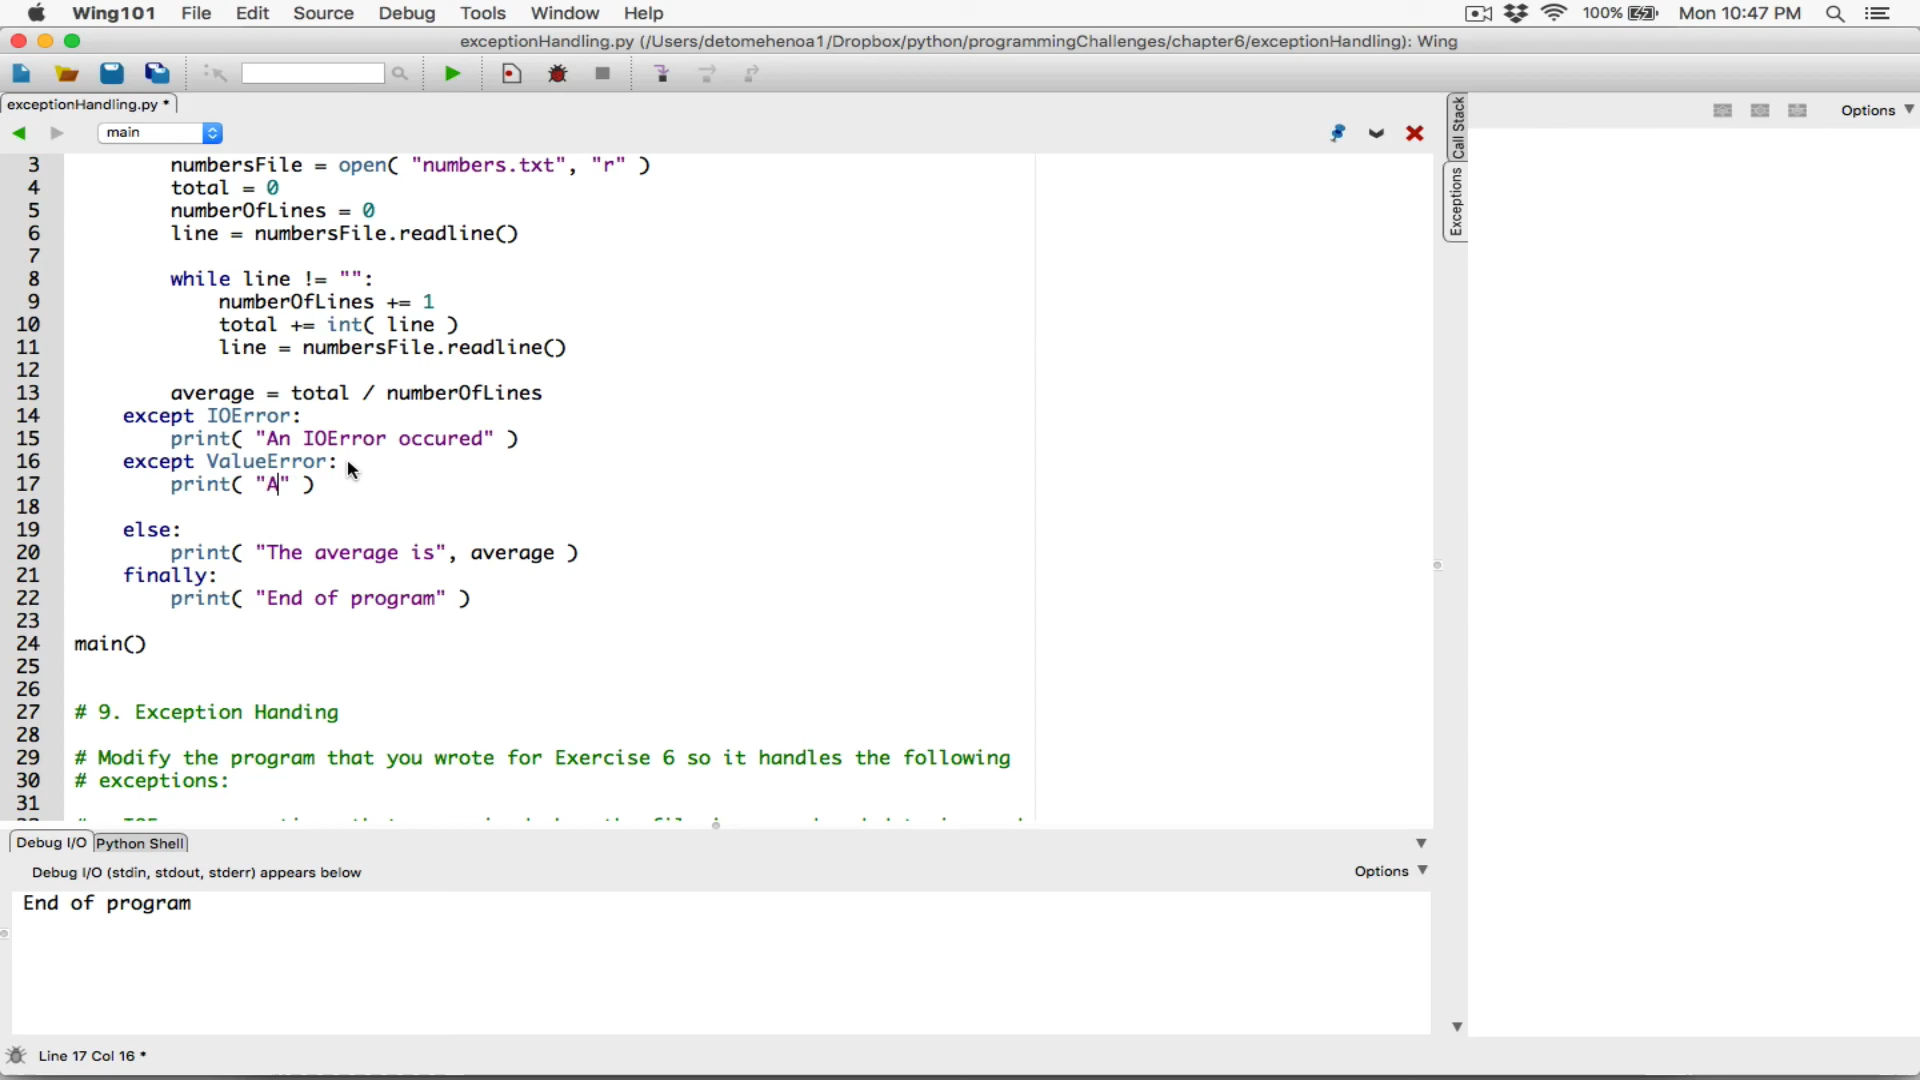 Wing101 File Edit Source Debug Tools Window Help 100% Mon 10:47 PM
exceptionHandling.py (/Users/detomehenoa1/Dropbox/python/programmingChallenges/chapter6/exceptionHandling): Wing
exceptionHandling.py *
main
Call Stack
Exceptions
Options
3 numbersFile = open( "numbers.txt", "r" )
4 total = 0
5 numberOfLines = 0
6 line = numbersFile.readline()
7
8 while line != "":
9 numberOfLines += 1
10 total += int( line )
11 line = numbersFile.readline()
12
13 average = total / numberOfLines
14 except IOError:
15 print( "An IOError occured" )
16 except ValueError:
17 print( "A" )
18
19 else:
20 print( "The average is", average )
21 finally:
22 print( "End of program" )
23
24 main()
25
26
27 # 9. Exception Handing
28
29 # Modify the program that you wrote for Exercise 6 so it handles the following
30 # exceptions:
31
Debug I/O Python Shell
Debug I/O (stdin, stdout, stderr) appears below
Options
End of program
Line 17 Col 16 *